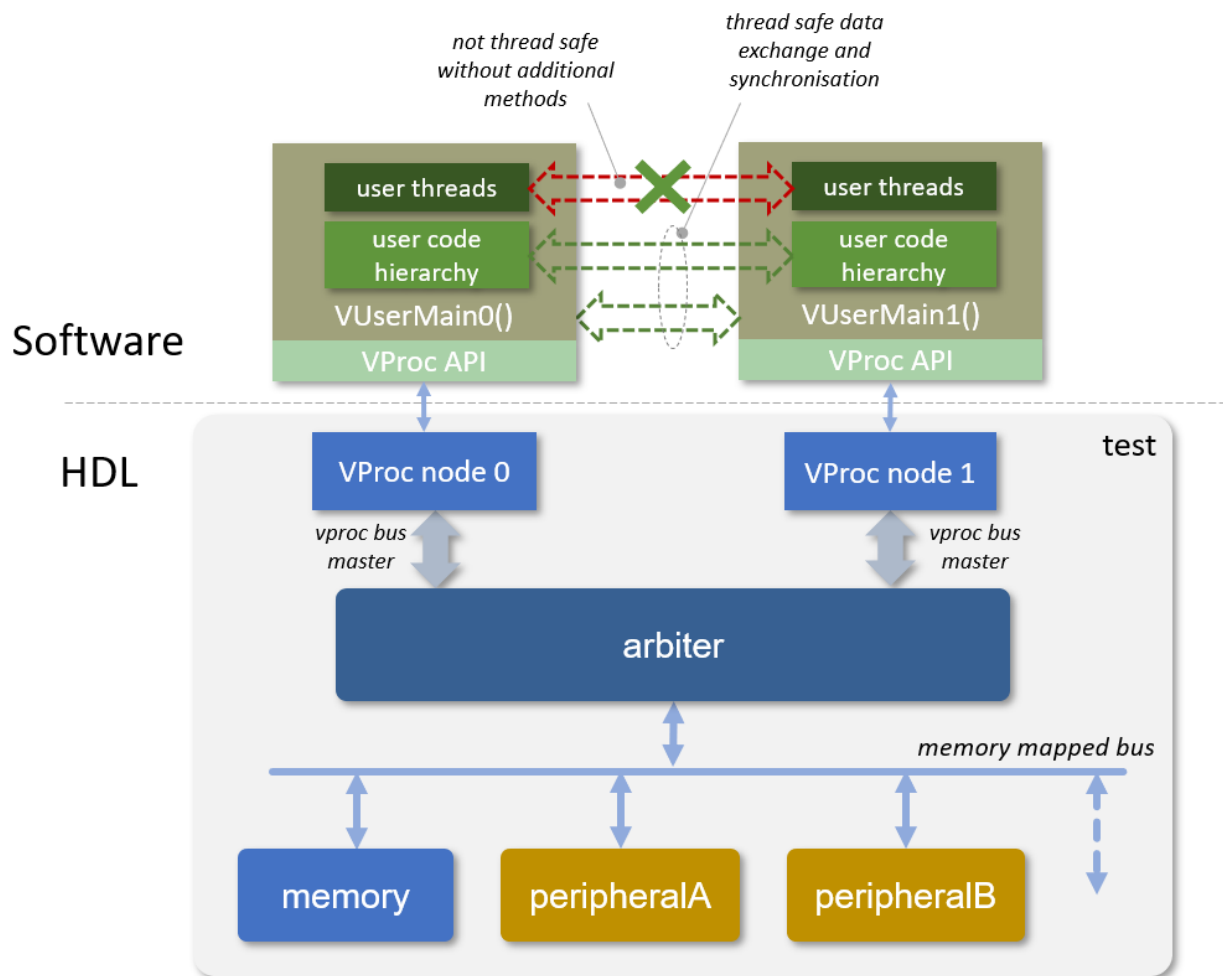 not thread safe
without additional
methods
thread safe data
exchange and
synchronisation
user threads
user threads
user code
hierarchy
user code
hierarchy
VUserMain0()
VUserMain1()
Software
VProc API
VProc API
HDL
test
VProc node 0
VProc node 1
vproc bus
master
vproc bus
master
arbiter
memory mapped bus
memory
peripheralA
peripheralB